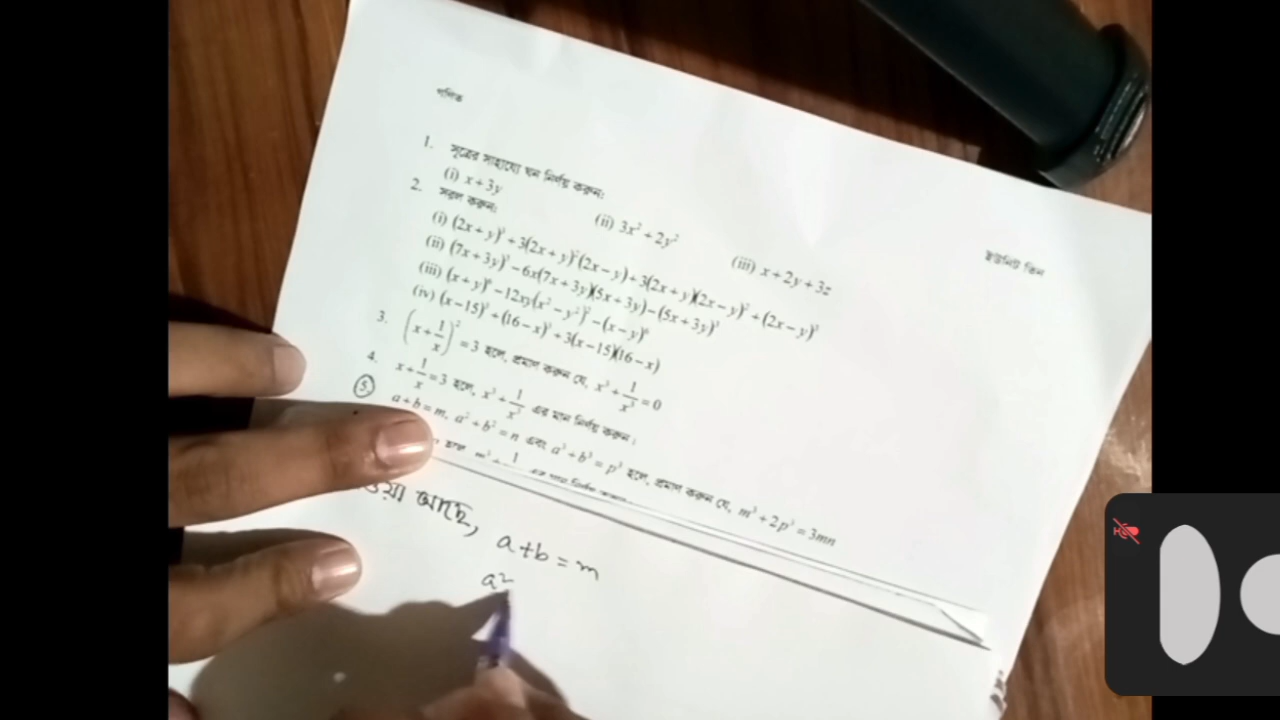 গণিত
ইউনিট তিন
1. সূত্রের সাহায্যে ঘন নির্ণয় করুন:
(i) x+3y (ii) 3x²+2y² (iii) x+2y+3z
2. সরল করুন:
(i) (2x+y)³+3(2x+y)²(2x-y)+3(2x+y)(2x-y)²+(2x-y)³
(ii) (7x+3y)³-6x(7x+3y)(5x+3y)-(5x+3y)³
(iii) (x+y)⁶-12xy(x²-y²)²-(x-y)⁶
(iv) (x-15)³+(16-x)³+3(x-15)(16-x)
3. (x+1/x)²=3 হলে, প্রমাণ করুন যে, x³+1/x³=0
4. x+1/x=3 হলে, x³+1/x³ এর মান নির্ণয় করুন।
5. a+b=m, a²+b²=n এবং a³+b³=p³ হলে, প্রমাণ করুন যে, m³+2p³=3mn
হলে m³+1
আছে, a+b=m
a²